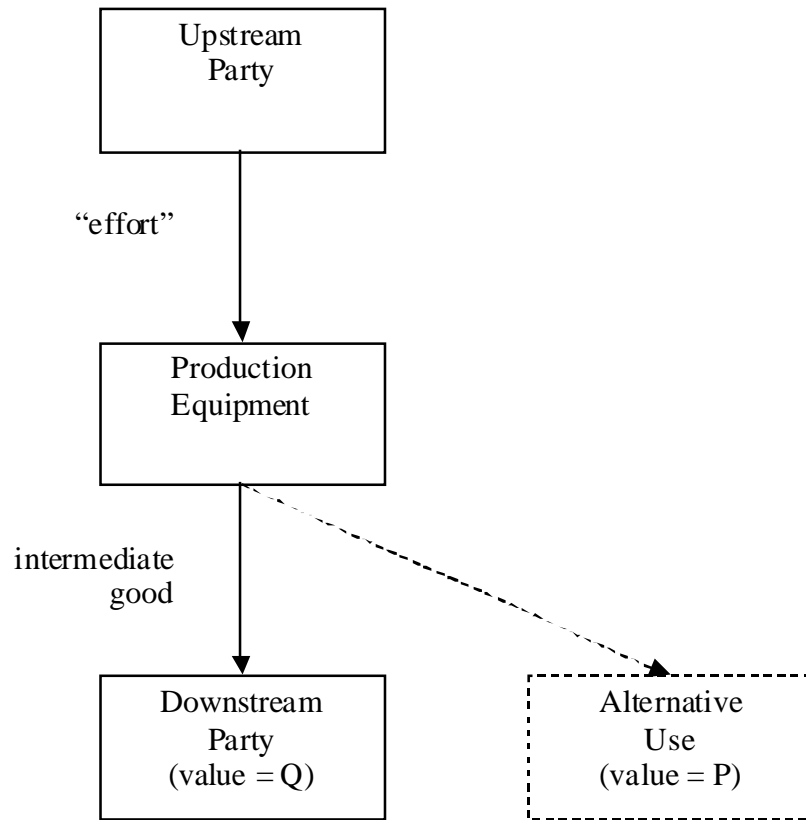 Upstream
Party
“effort”
Production
Equipment
intermediate
good
Downstream
Party
(value = Q)
Alternative
Use
(value = P)